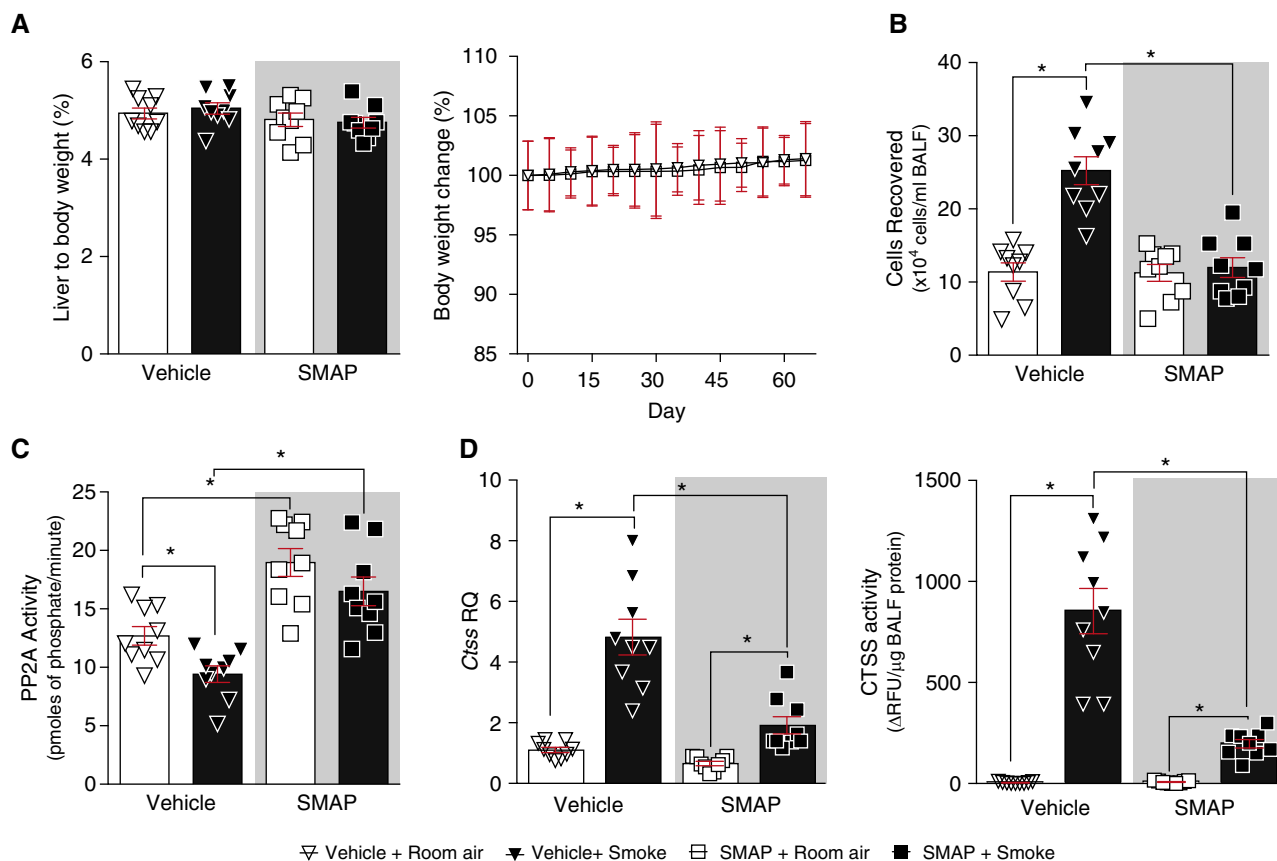 A
Liver to body weight (%)
6
4
2
0
Vehicle
SMAP
Body weight change (%)
110
105
100
95
90
85
0
15
30
45
60
Day
B
Cells Recovered
(x10⁴ cells/ml BALF)
40
30
20
10
0
*
*
Vehicle
SMAP
C
PP2A Activity
(pmoles of phosphate/minute)
25
20
15
10
5
0
*
*
*
Vehicle
SMAP
D
Ctss RQ
10
8
6
4
2
0
*
*
*
Vehicle
SMAP
CTSS activity
(ΔRFU/μg BALF protein)
1500
1000
500
0
*
*
*
Vehicle
SMAP
Vehicle + Room air
Vehicle+ Smoke
SMAP + Room air
SMAP + Smoke